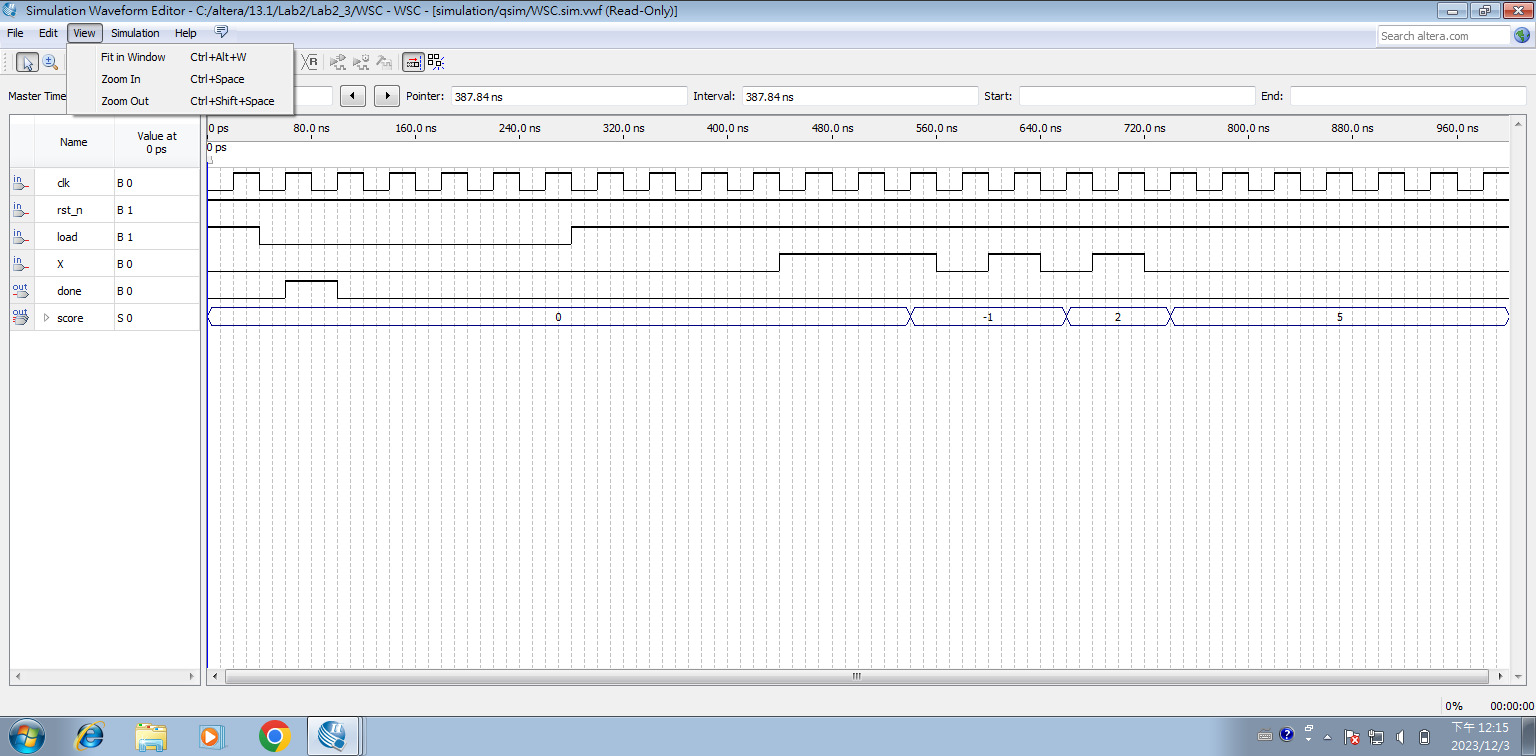 Simulation Waveform Editor - C:/altera/13.1/Lab2/Lab2_3/WSC - WSC - [simulation/qsim/WSC.sim.vwf (Read-Only)]
File Edit View Simulation Help Search altera.com
Fit in Window Ctrl+Alt+W
Zoom In Ctrl+Space
Zoom Out Ctrl+Shift+Space
Master Time Pointer: 387.84 ns Interval: 387.84 ns Start: End:
Name Value at 0 ps
0 ps 80.0 ns 160.0 ns 240.0 ns 320.0 ns 400.0 ns 480.0 ns 560.0 ns 640.0 ns 720.0 ns 800.0 ns 880.0 ns 960.0 ns
0 ps
in clk B 0
in rst_n B 1
in load B 1
in X B 0
out done B 0
out score S 0 0 -1 2 5
0% 00:00:00
下午 12:15
2023/12/3